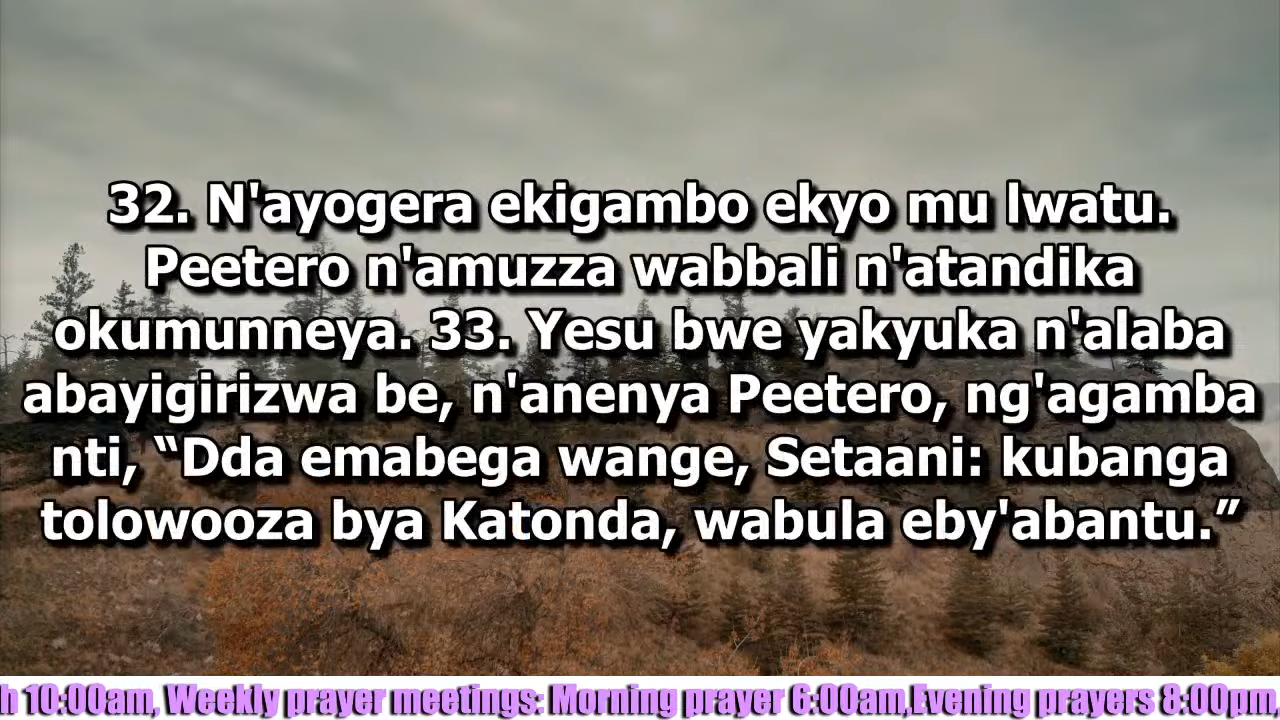 32. N'ayogera ekigambo ekyo mu lwatu.
Peetero n'amuzza wabbali n'atandika
okumunneya. 33. Yesu bwe yakyuka n'alaba
abayigirizwa be, n'anenya Peetero, ng'agamba
nti, “Dda emabega wange, Setaani: kubanga
tolowooza bya Katonda, wabula eby'abantu.”
h 10:00am, Weekly prayer meetings: Morning prayer 6:00am,Evening prayers 8:00pm,